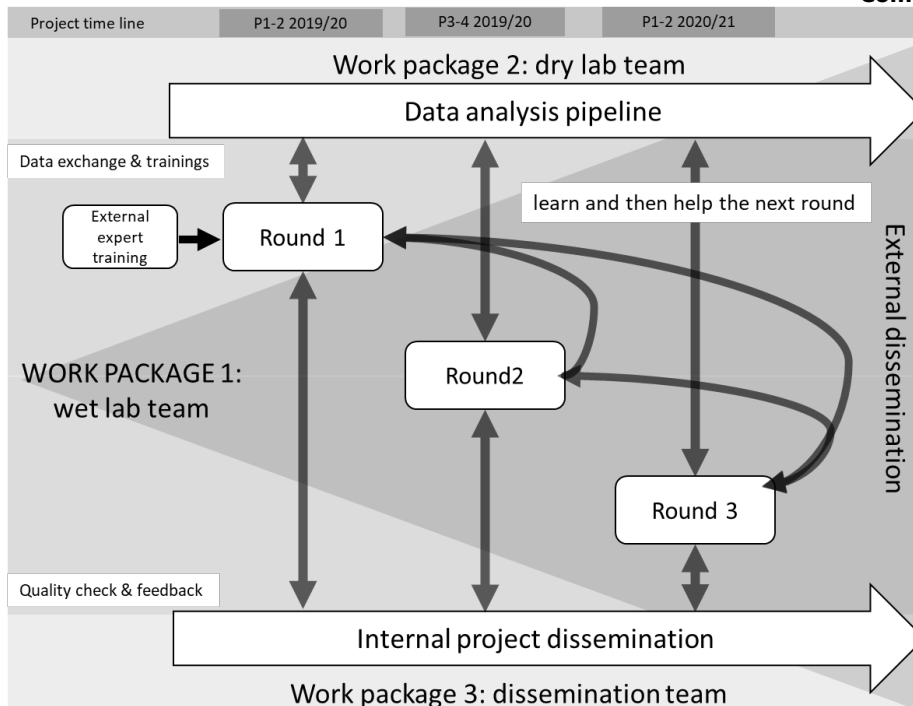 Project time line
P1-2 2019/20
P3-4 2019/20
P1-2 2020/21
Work package 2: dry lab team
Data analysis pipeline
Data exchange & trainings
learn and then help the next round
External
expert
training
Round 1
External dissemination
Round2
WORK PACKAGE 1:
wet lab team
Round 3
Quality check & feedback
Internal project dissemination
Work package 3: dissemination team